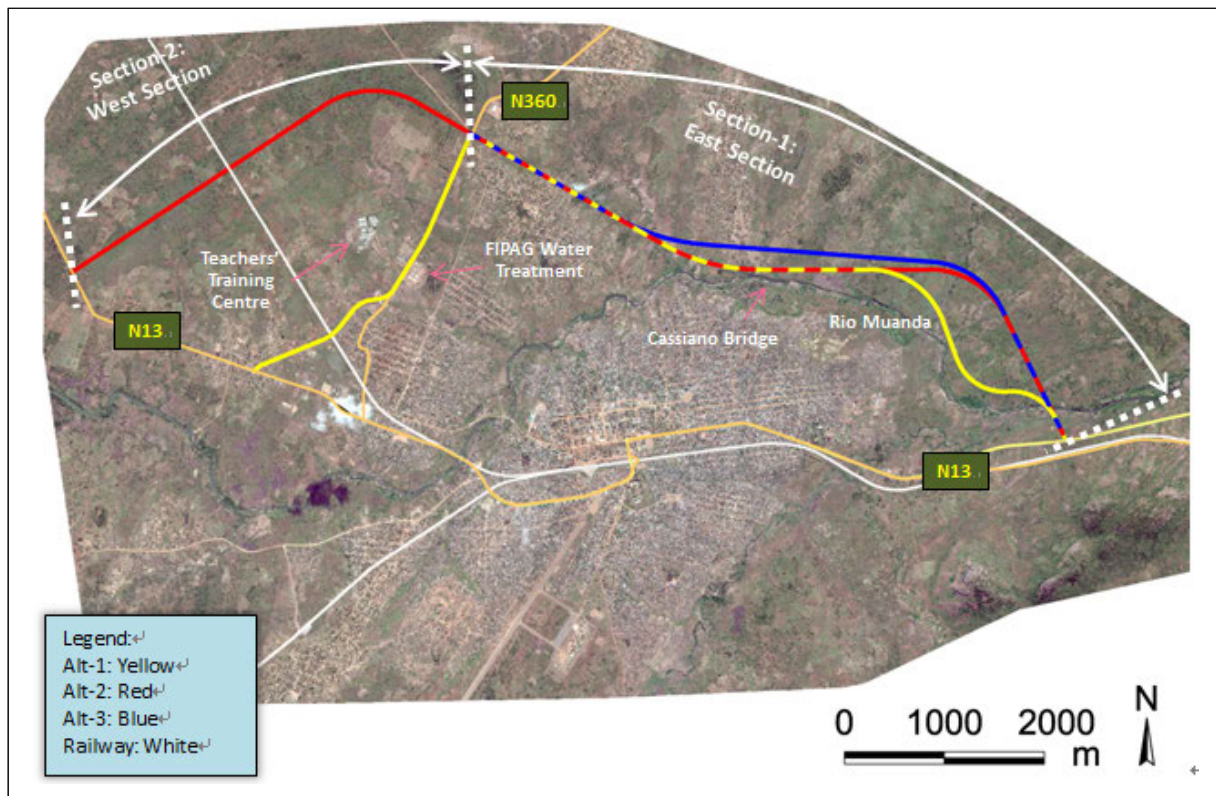 Section-2:
West Section
N360
Section-1:
East Section
Teachers'
Training
Centre
FIPAG Water
Treatment
N13
Cassiano Bridge
Rio Muanda
N13
Legend:
Alt-1: Yellow
Alt-2: Red
Alt-3: Blue
Railway: White
0 1000 2000
m
N